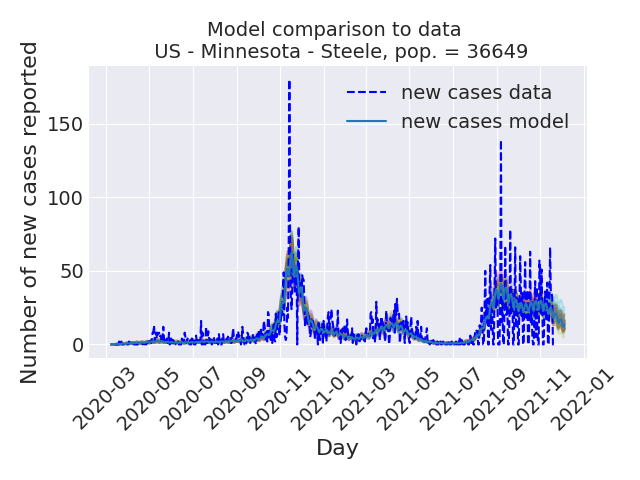 Model comparison to data
US - Minnesota - Steele, pop. = 36649
Number of new cases reported
150
100
50
0
new cases data
new cases model
2020-03
2020-05
2020-07
2020-09
2020-11
2021-01
2021-03
2021-05
2021-07
2021-09
2021-11
2022-01
Day